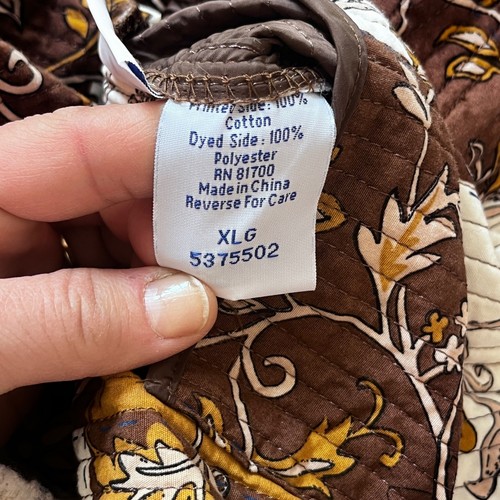 Printed Side: 100%
Cotton
Dyed Side: 100%
Polyester
RN 81700
Made in China
Reverse For Care
XLG
5375502